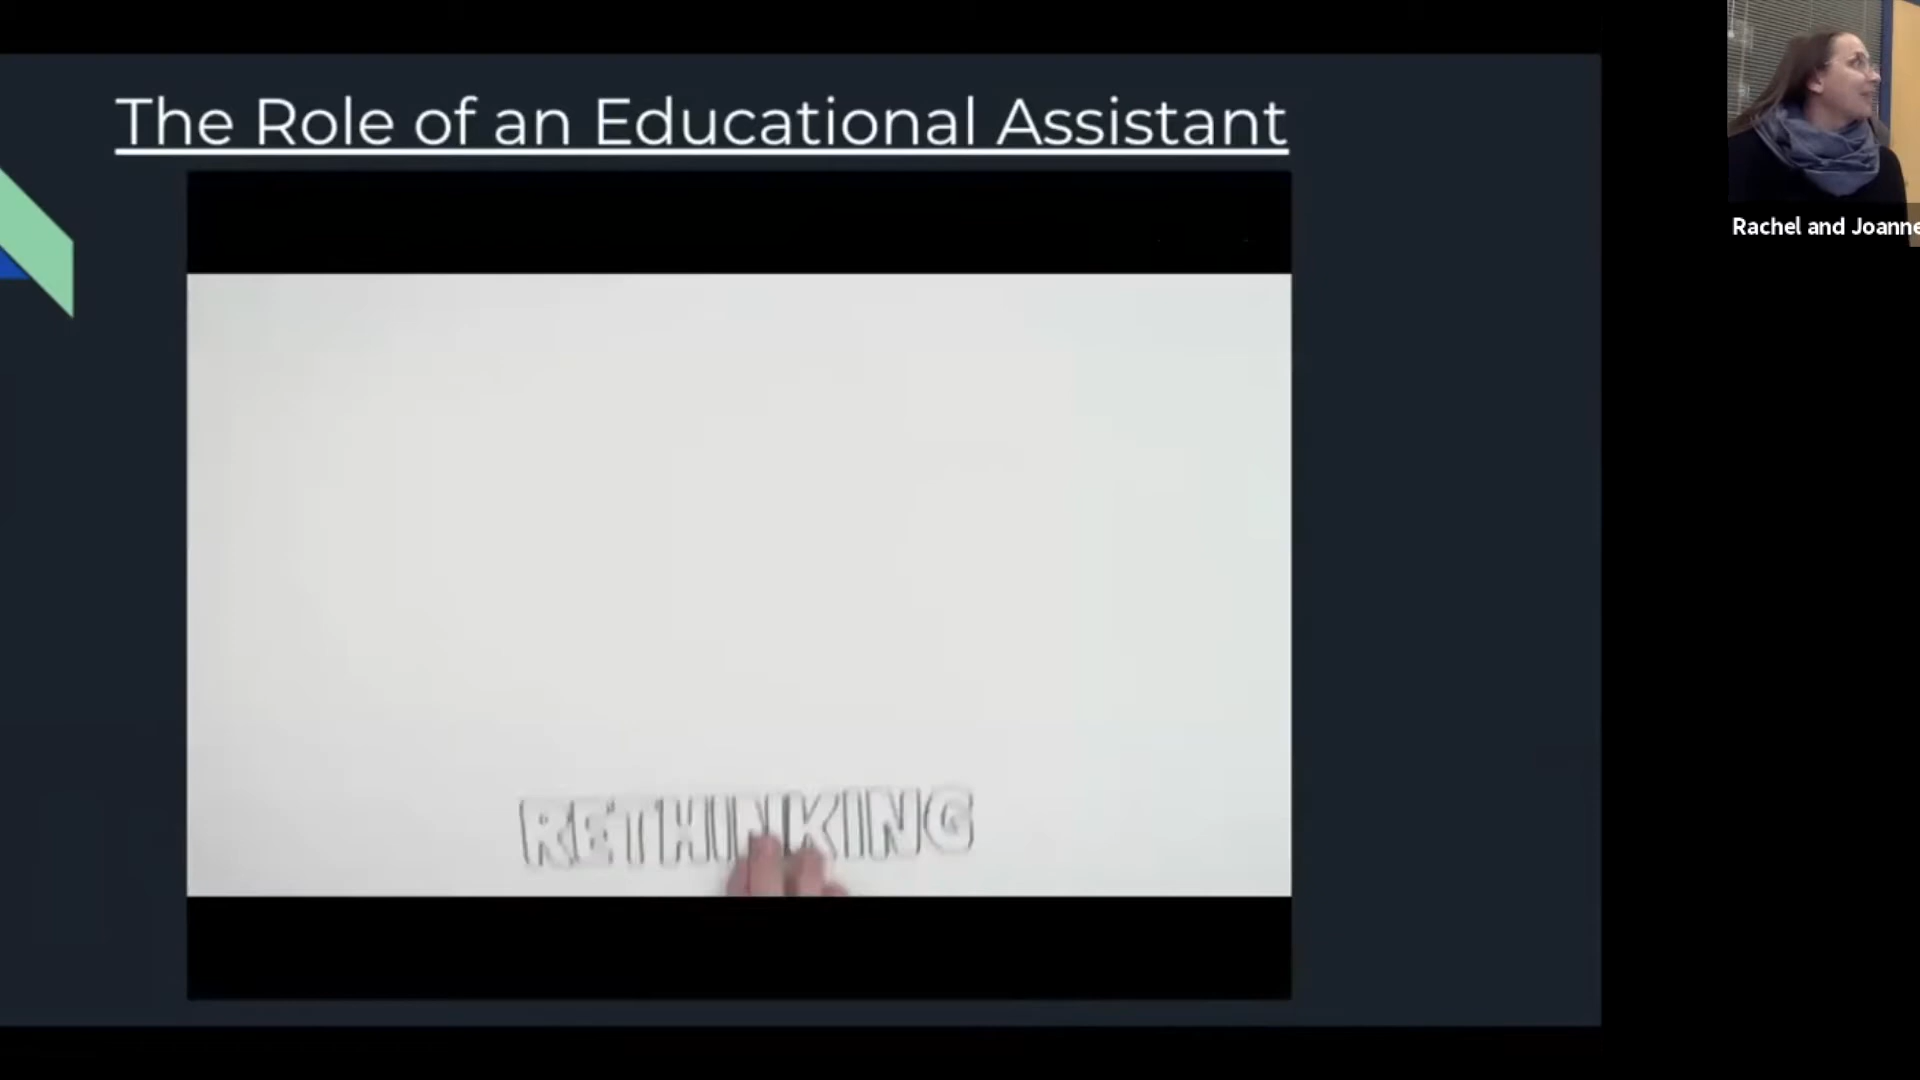 The Role of an Educational Assistant
Rachel and Joanne
RETHINKING